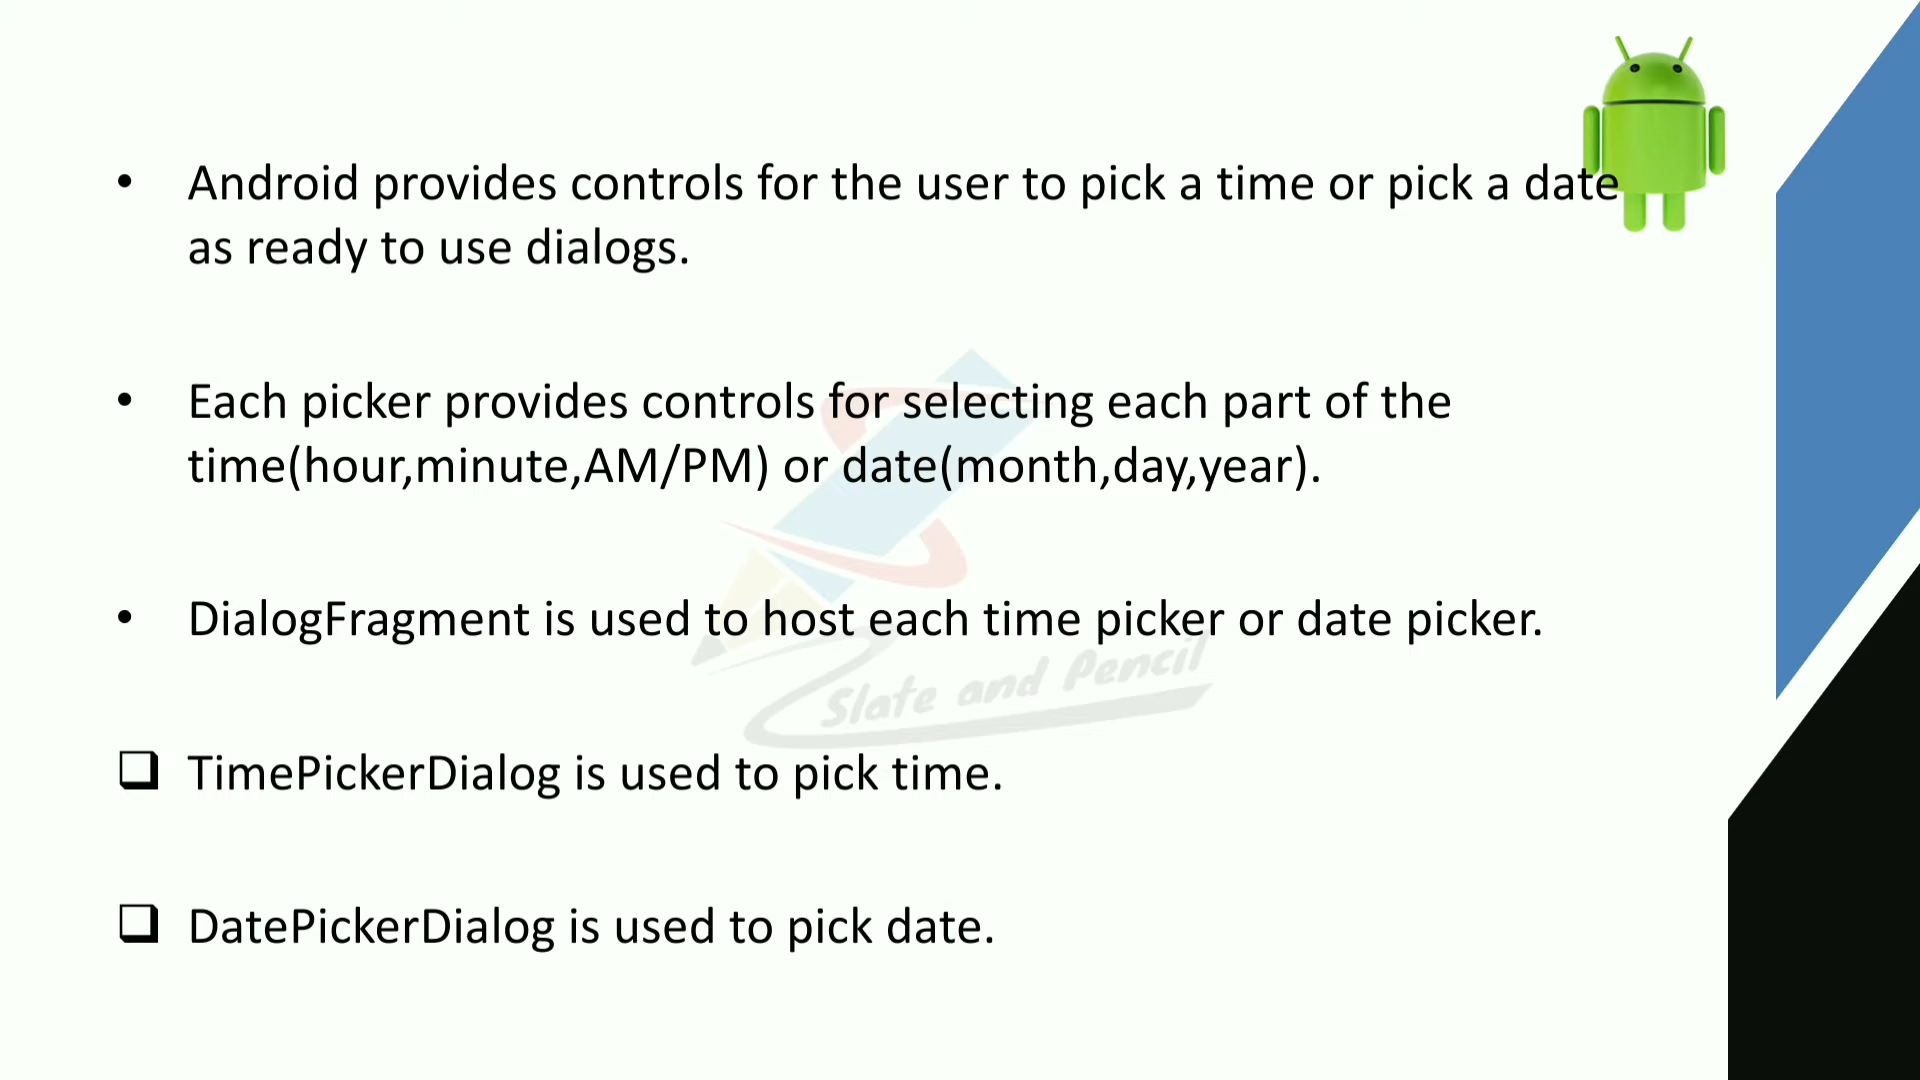 • Android provides controls for the user to pick a time or pick a date
as ready to use dialogs.
• Each picker provides controls for selecting each part of the
time(hour,minute,AM/PM) or date(month,day,year).
• DialogFragment is used to host each time picker or date picker.
Slate and Pencil
❑ TimePickerDialog is used to pick time.
❑ DatePickerDialog is used to pick date.